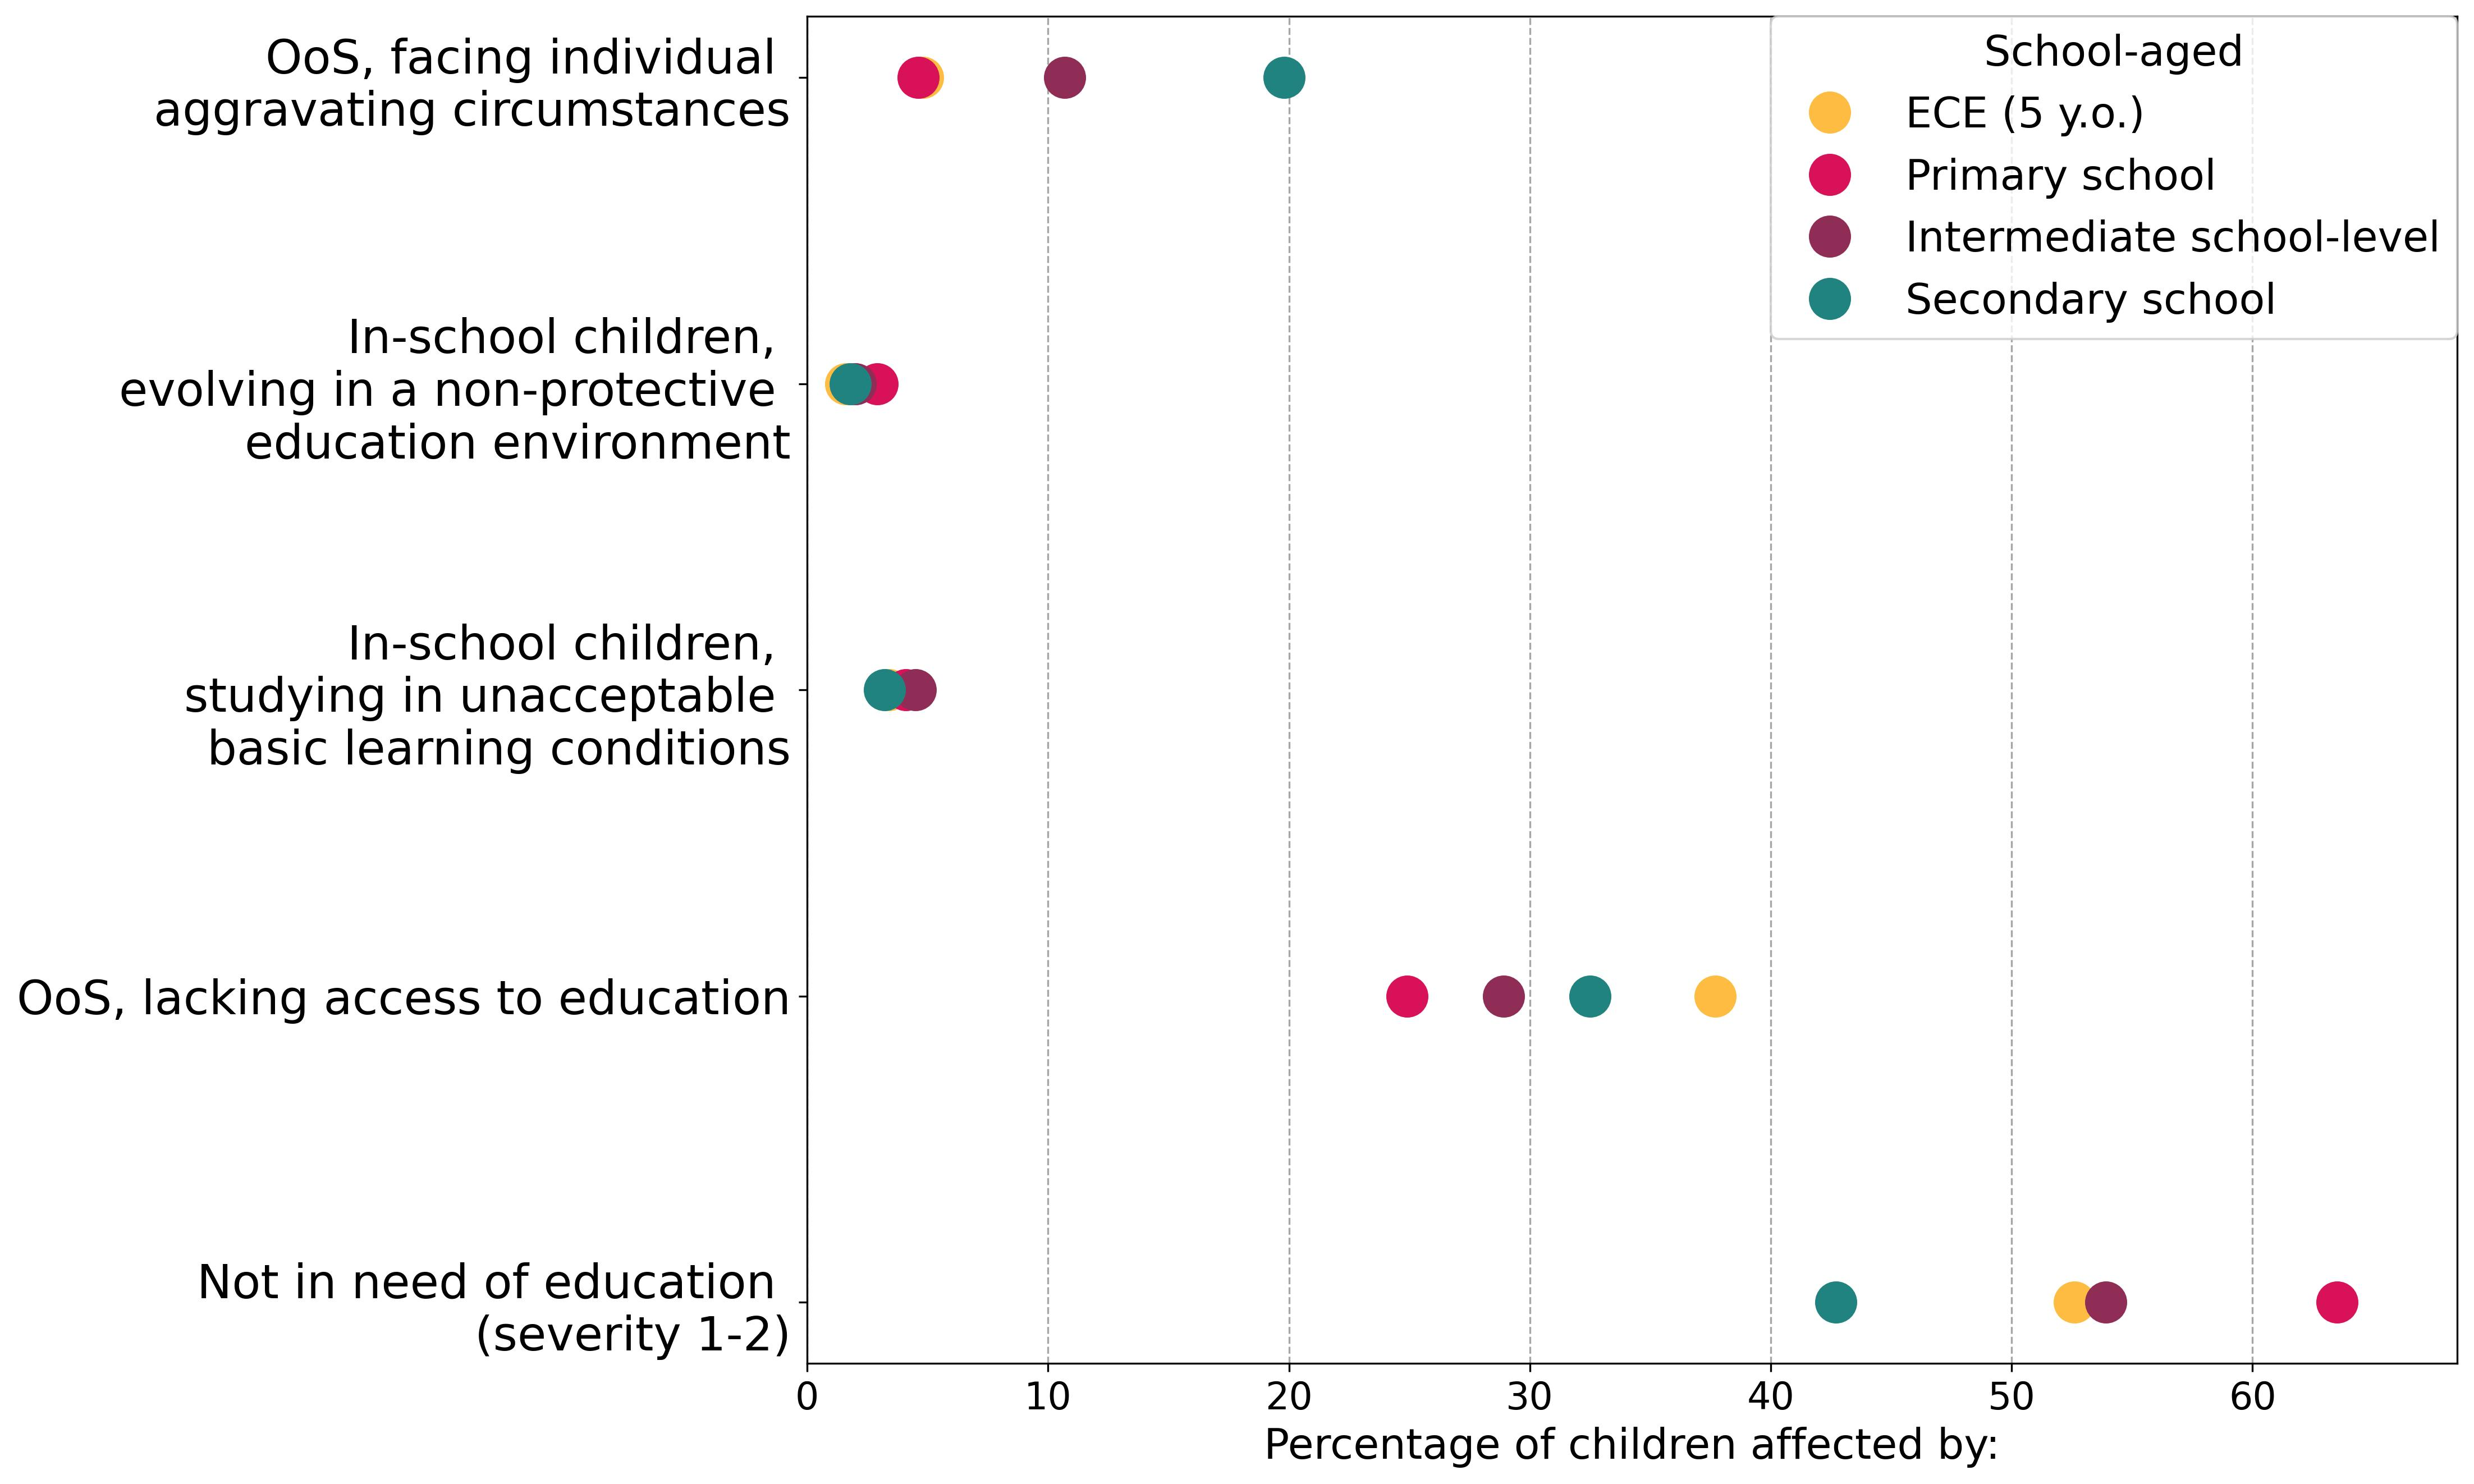 OoS, facing individual
aggravating circumstances
In-school children,
evolving in a non-protective
education environment
In-school children,
studying in unacceptable
basic learning conditions
OoS, lacking access to education
Not in need of education
(severity 1-2)
School-aged
ECE (5 y.o.)
Primary school
Intermediate school-level
Secondary school
0 10 20 30 40 50 60
Percentage of children affected by: